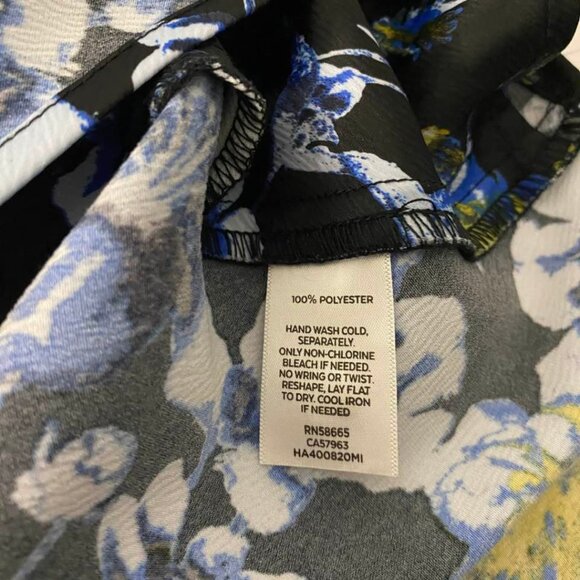 100% POLYESTER
HAND WASH COLD,
SEPARATELY.
ONLY NON-CHLORINE
BLEACH IF NEEDED.
NO WRING OR TWIST.
RESHAPE, LAY FLAT
TO DRY. COOL IRON
IF NEEDED
RN58665
CA57963
HA400820MI